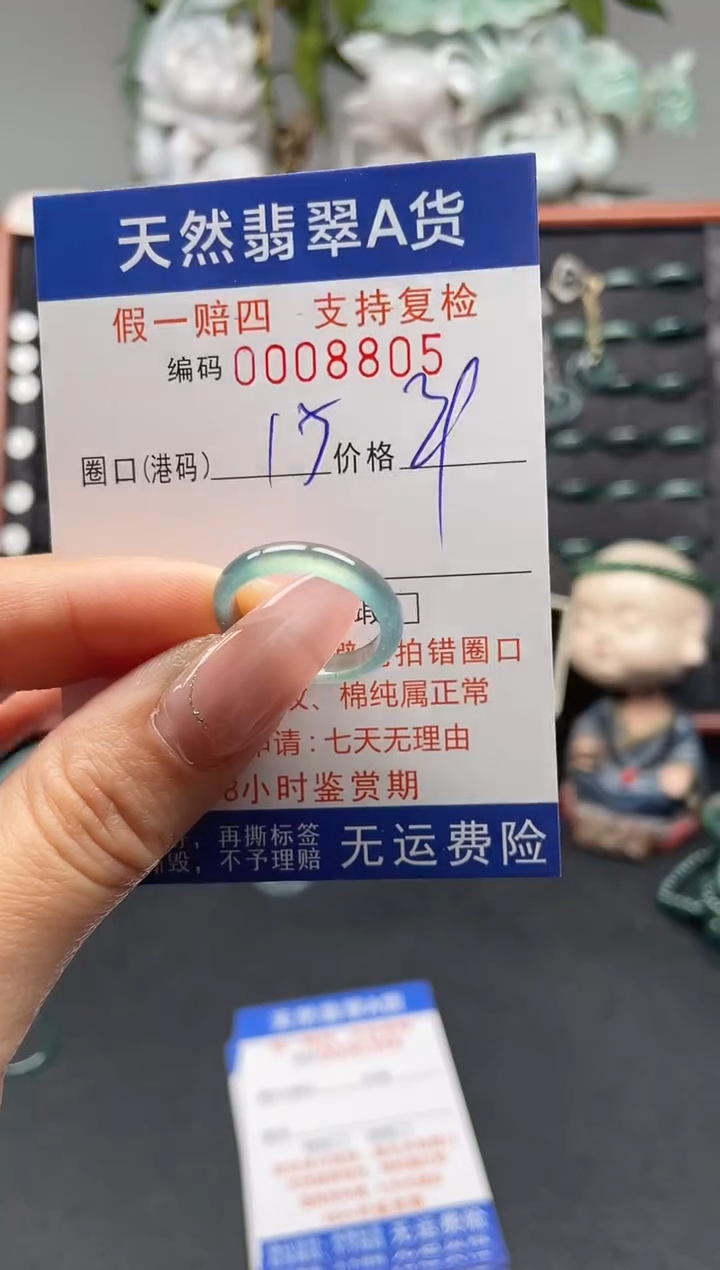 天然翡翠A货
假一赔四 支持复检
编码 0008805
圈口(港码) 15 价格
拍错圈口
、棉纯属正常
申请：七天无理由
8小时鉴赏期
，再撕标签
毁，不予理赔
无运费险